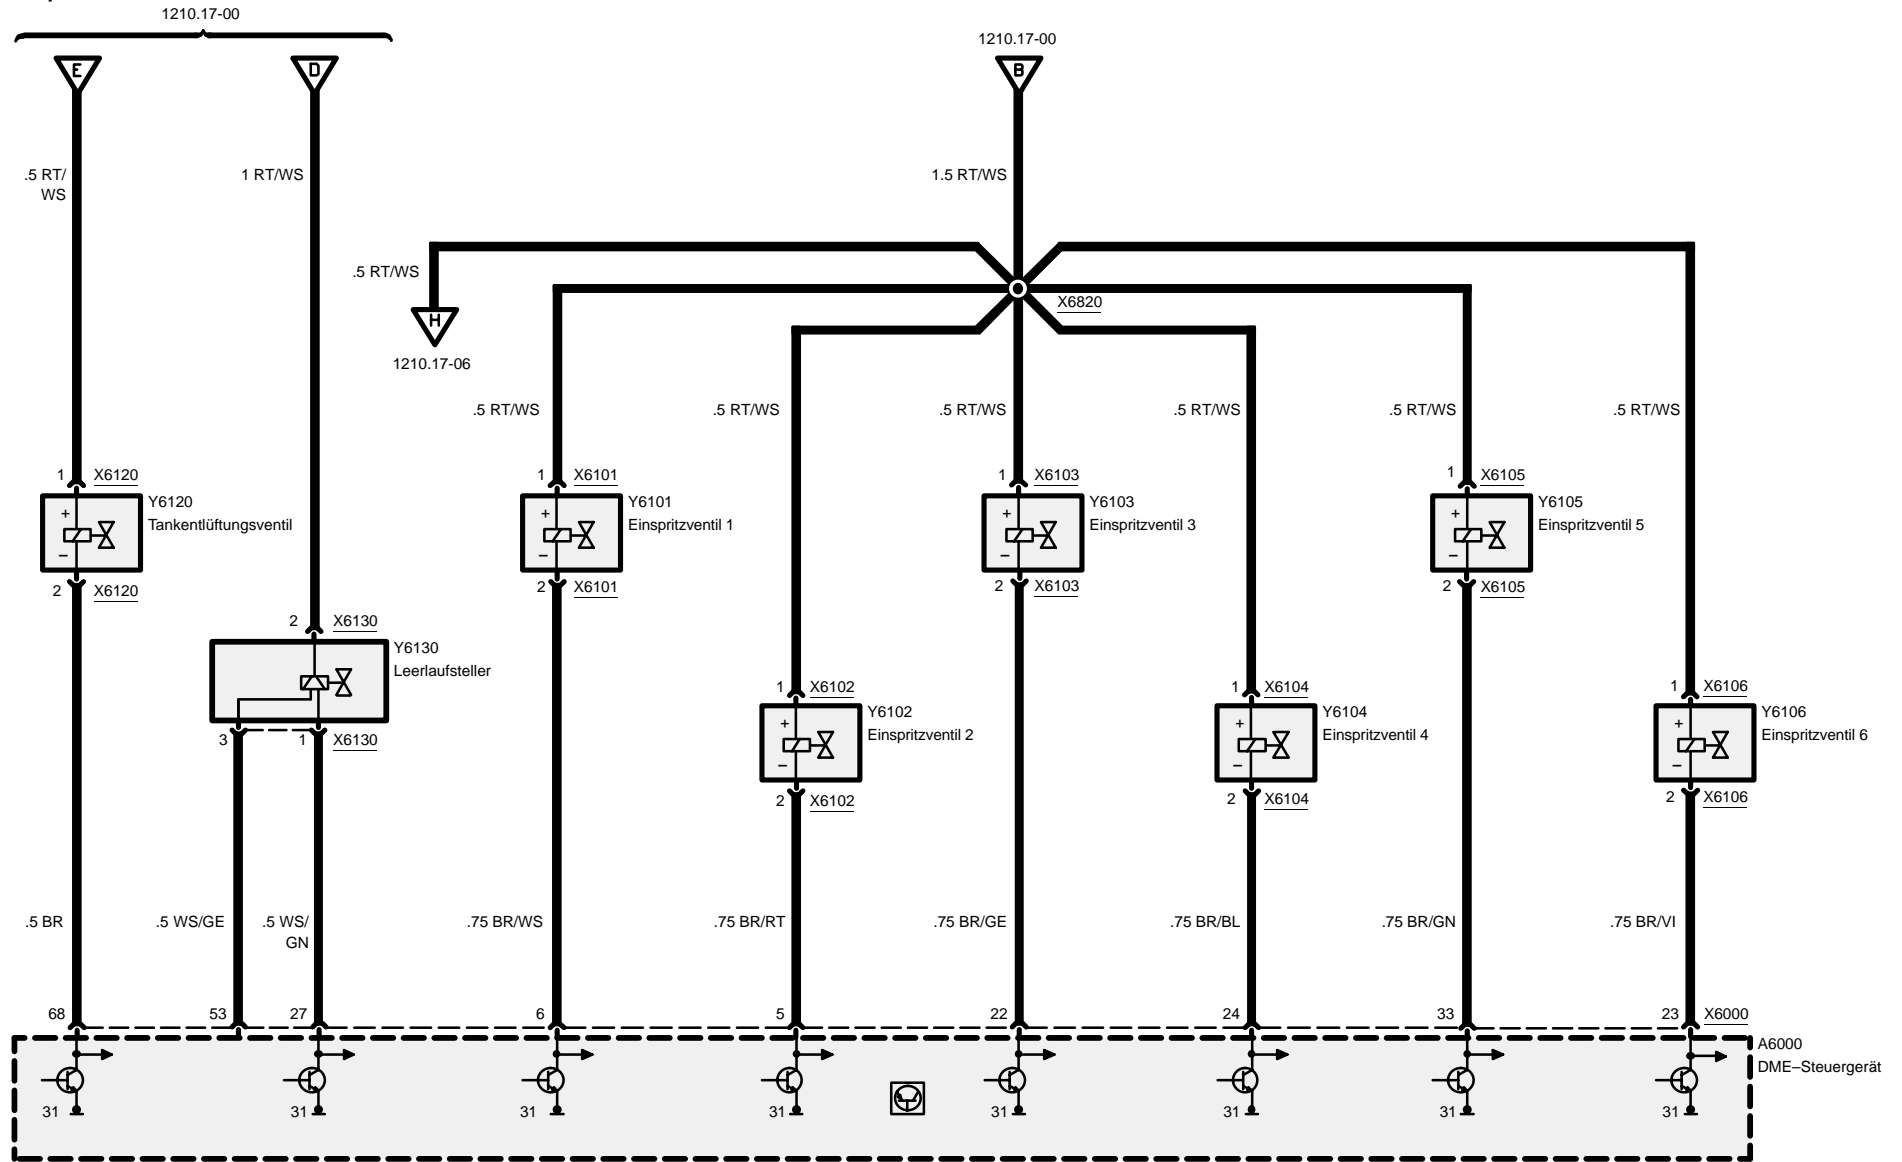 1210.17-00
1210.17-00
E
D
B
.5 RT/
WS
1 RT/WS
1.5 RT/WS
.5 RT/WS
X6820
H
1210.17-06
.5 RT/WS
.5 RT/WS
.5 RT/WS
.5 RT/WS
.5 RT/WS
.5 RT/WS
1 X6120
Y6120
Tankentlüftungsventil
+
–
2 X6120
1 X6101
Y6101
Einspritzventil 1
+
–
2 X6101
1 X6103
Y6103
Einspritzventil 3
+
–
2 X6103
1 X6105
Y6105
Einspritzventil 5
+
–
2 X6105
2 X6130
Y6130
Leerlaufsteller
3 1 X6130
1 X6102
Y6102
Einspritzventil 2
+
–
2 X6102
1 X6104
Y6104
Einspritzventil 4
+
–
2 X6104
1 X6106
Y6106
Einspritzventil 6
+
–
2 X6106
.5 BR
.5 WS/GE
.5 WS/
GN
.75 BR/WS
.75 BR/RT
.75 BR/GE
.75 BR/BL
.75 BR/GN
.75 BR/VI
68 53 27 6 5 22 24 33 23 X6000
A6000
DME–Steuergerät
31 31 31 31 31 31 31 31